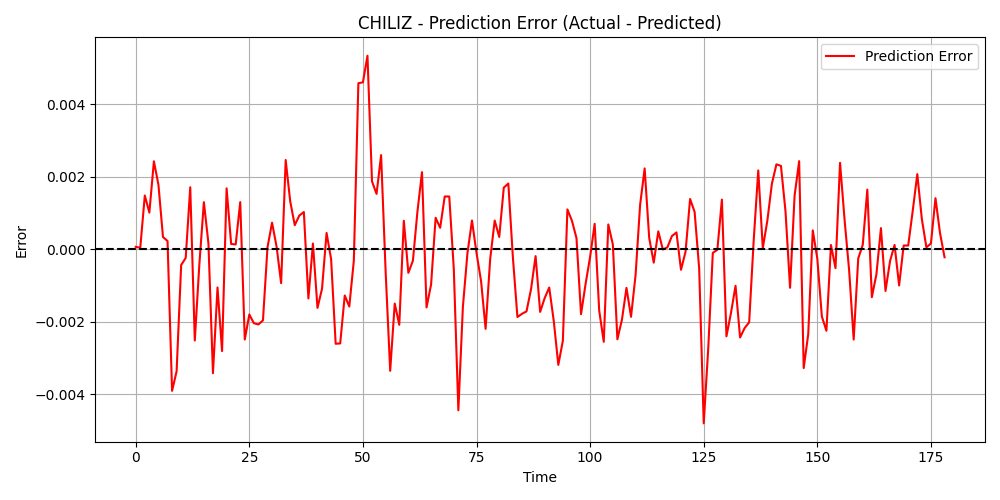 CHILIZ - Prediction Error (Actual - Predicted)
Prediction Error
Error
0.004
0.002
0.000
−0.002
−0.004
0 25 50 75 100 125 150 175
Time